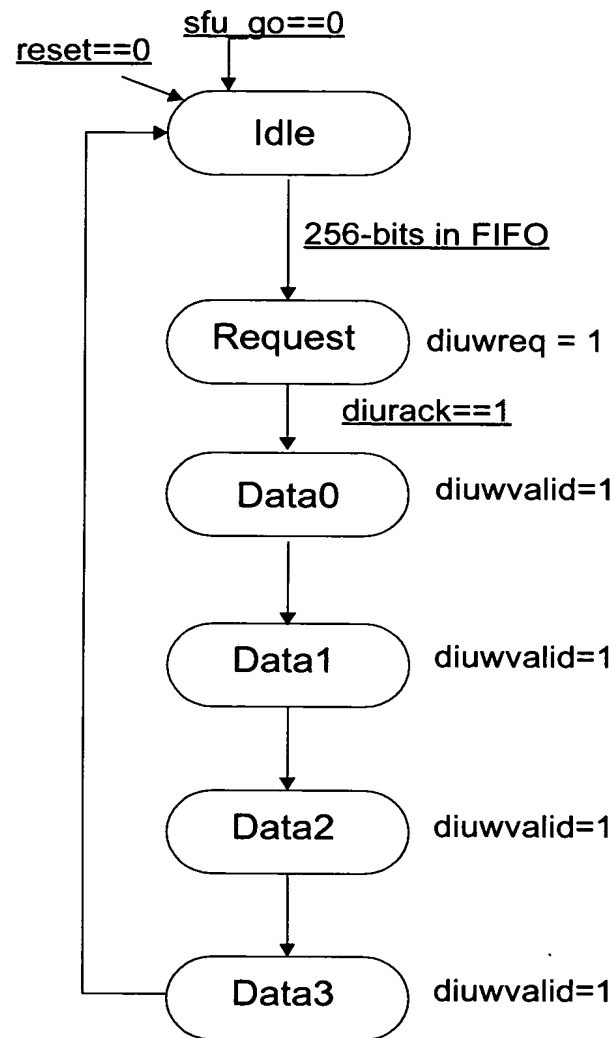 sfu_go==0
reset==0
Idle
256-bits in FIFO
Request
diuwreq = 1
diurack==1
Data0
diuwvalid=1
Data1
diuwvalid=1
Data2
diuwvalid=1
Data3
diuwvalid=1